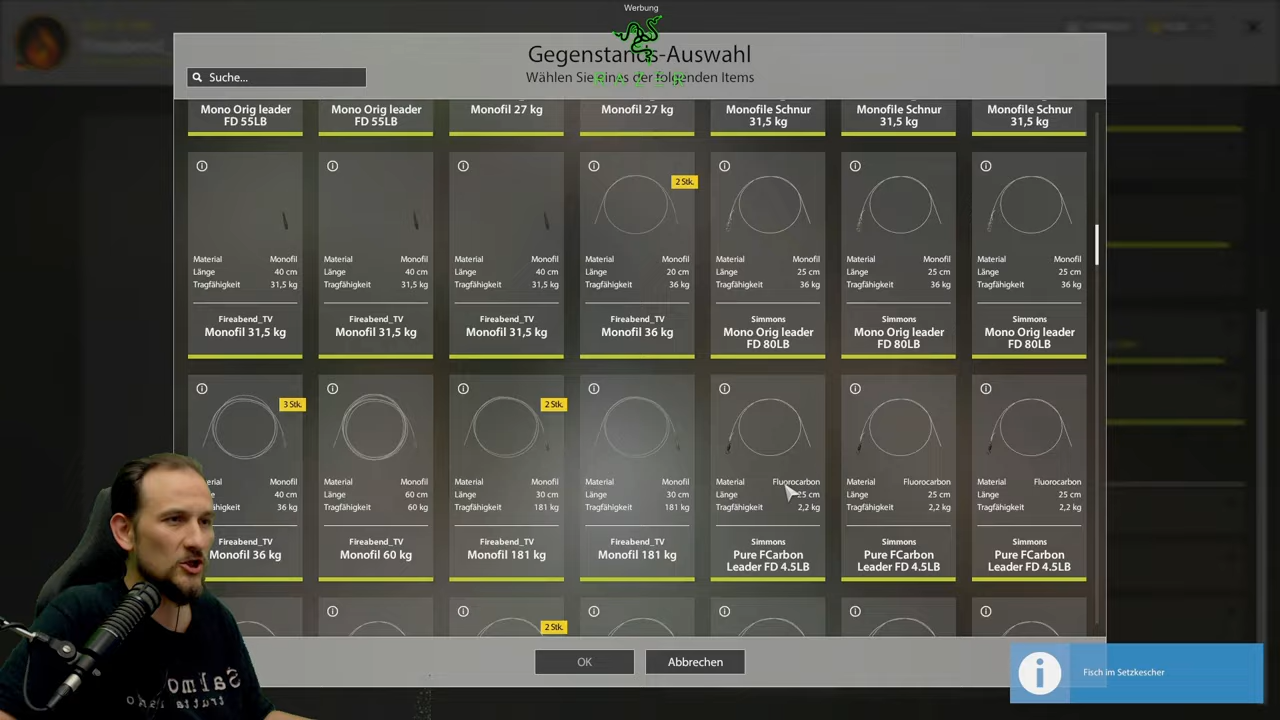 Werbung
Gegenstands-Auswahl
Wählen Sie eines der folgenden Items
Suche...
Mono Orig leader
FD 55LB
Mono Orig leader
FD 55LB
Monofil 27 kg
Monofil 27 kg
Monofile Schnur
31,5 kg
Monofile Schnur
31,5 kg
Monofile Schnur
31,5 kg
Material Monofil
Länge 40 cm
Tragfähigkeit 31,5 kg
Fireabend_TV
Monofil 31,5 kg
Material Monofil
Länge 40 cm
Tragfähigkeit 31,5 kg
Fireabend_TV
Monofil 31,5 kg
Material Monofil
Länge 40 cm
Tragfähigkeit 31,5 kg
Fireabend_TV
Monofil 31,5 kg
2 Stk.
Material Monofil
Länge 20 cm
Tragfähigkeit 36 kg
Fireabend_TV
Monofil 36 kg
Material Monofil
Länge 25 cm
Tragfähigkeit 36 kg
Simmons
Mono Orig leader
FD 80LB
Material Monofil
Länge 25 cm
Tragfähigkeit 36 kg
Simmons
Mono Orig leader
FD 80LB
Material Monofil
Länge 25 cm
Tragfähigkeit 36 kg
Simmons
Mono Orig leader
FD 80LB
3 Stk.
Monofil
40 cm
ähigkeit 36 kg
Fireabend_TV
Monofil 36 kg
Material Monofil
Länge 60 cm
Tragfähigkeit 60 kg
Fireabend_TV
Monofil 60 kg
2 Stk.
Material Monofil
Länge 30 cm
Tragfähigkeit 181 kg
Fireabend_TV
Monofil 181 kg
Material Monofil
Länge 30 cm
Tragfähigkeit 181 kg
Fireabend_TV
Monofil 181 kg
Material Fluorocarbon
Länge 25 cm
Tragfähigkeit 2,2 kg
Simmons
Pure FCarbon
Leader FD 4.5LB
Material Fluorocarbon
Länge 25 cm
Tragfähigkeit 2,2 kg
Simmons
Pure FCarbon
Leader FD 4.5LB
Material Fluorocarbon
Länge 25 cm
Tragfähigkeit 2,2 kg
Simmons
Pure FCarbon
Leader FD 4.5LB
2 Stk.
OK
Abbrechen
Fisch im Setzkescher